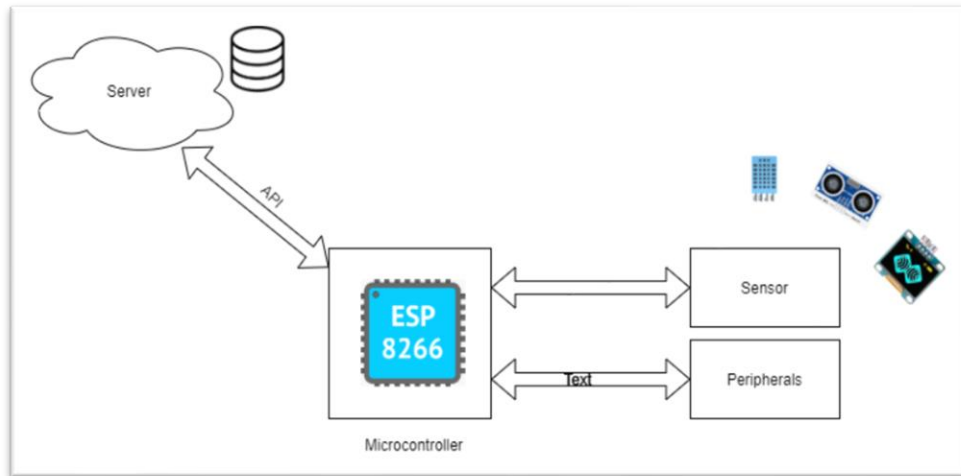 Server
API
ESP
8266
Sensor
Text
Peripherals
Microcontroller